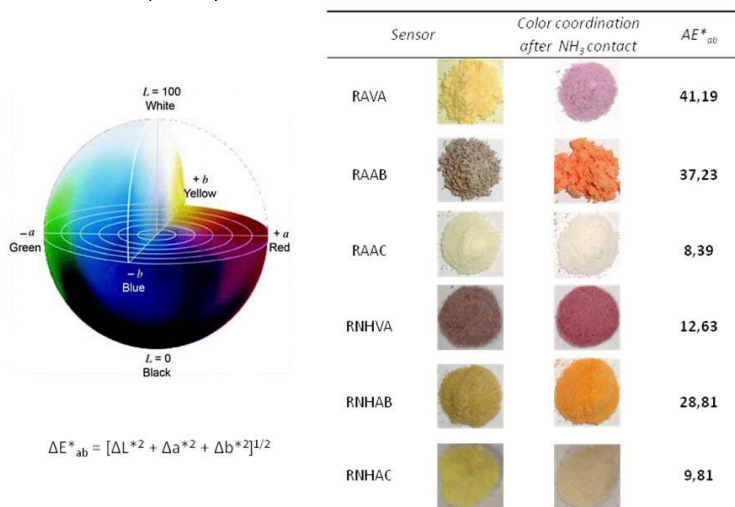 L = 100
White
+ b
Yellow
– a
Green
+ a
Red
– b
Blue
L = 0
Black
ΔE*ab = [ΔL*2 + Δa*2 + Δb*2]1/2
Sensor
Color coordination
after NH3 contact
AE*ab
RAVA
41,19
RAAB
37,23
RAAC
8,39
RNHVA
12,63
RNHAB
28,81
RNHAC
9,81